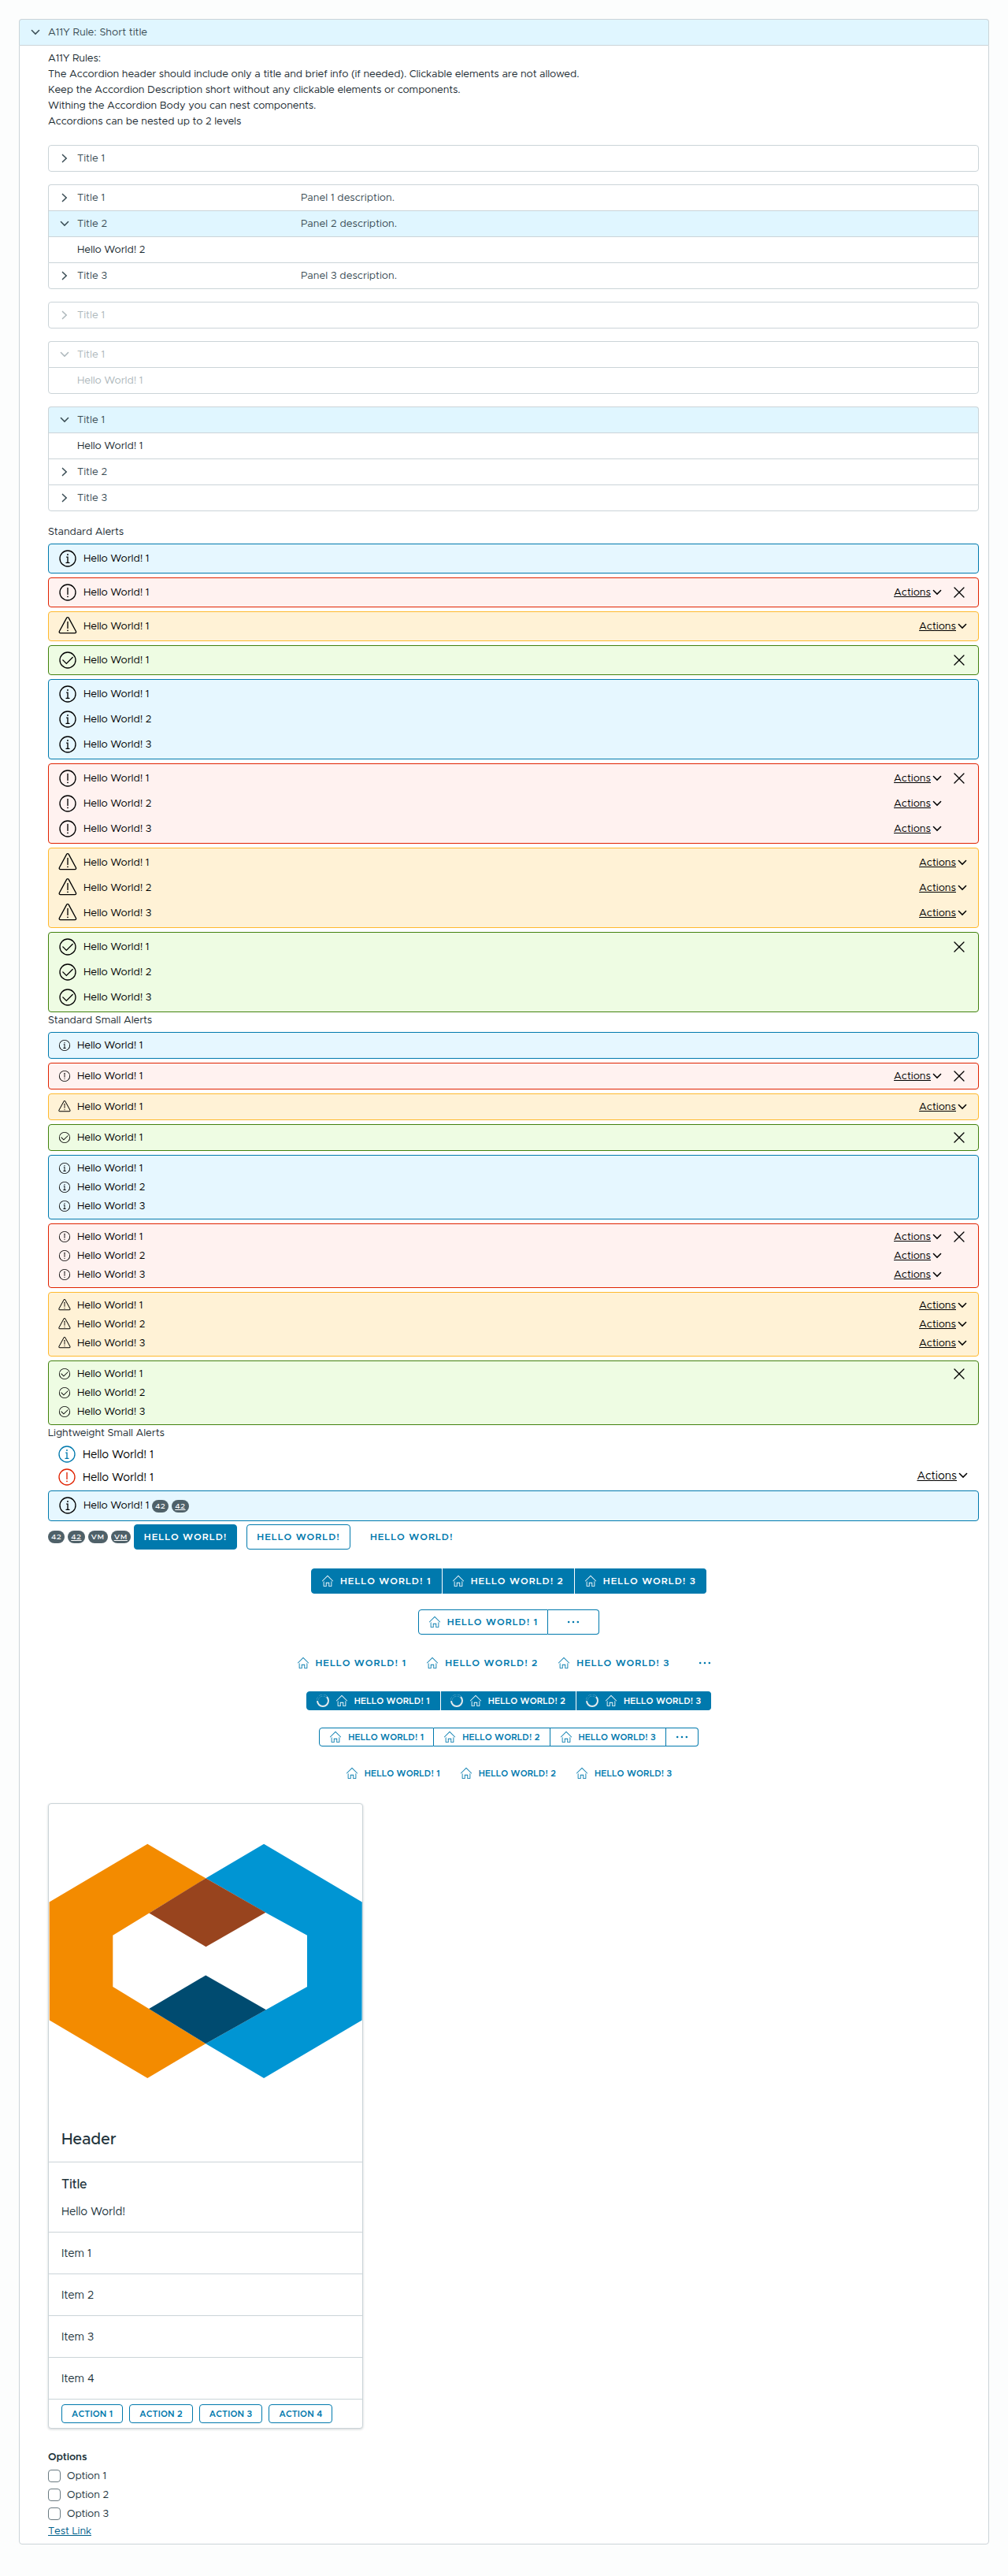 A11Y Rule: Short title
A11Y Rules:
The Accordion header should include only a title and brief info (if needed). Clickable elements are not allowed.
Keep the Accordion Description short without any clickable elements or components.
Withing the Accordion Body you can nest components.
Accordions can be nested up to 2 levels
Title 1
Title 1 Panel 1 description.
Title 2 Panel 2 description.
Hello World! 2
Title 3 Panel 3 description.
Title 1
Title 1
Hello World! 1
Title 1
Hello World! 1
Title 2
Title 3
Standard Alerts
Hello World! 1
Hello World! 1 Actions
Hello World! 1 Actions
Hello World! 1
Hello World! 1
Hello World! 2
Hello World! 3
Hello World! 1 Actions
Hello World! 2 Actions
Hello World! 3 Actions
Hello World! 1 Actions
Hello World! 2 Actions
Hello World! 3 Actions
Hello World! 1
Hello World! 2
Hello World! 3
Standard Small Alerts
Hello World! 1
Hello World! 1 Actions
Hello World! 1 Actions
Hello World! 1
Hello World! 1
Hello World! 2
Hello World! 3
Hello World! 1 Actions
Hello World! 2 Actions
Hello World! 3 Actions
Hello World! 1 Actions
Hello World! 2 Actions
Hello World! 3 Actions
Hello World! 1
Hello World! 2
Hello World! 3
Lightweight Small Alerts
Hello World! 1
Hello World! 1 Actions
Hello World! 1 42 42
42 42 VM VM HELLO WORLD! HELLO WORLD! HELLO WORLD!
HELLO WORLD! 1 HELLO WORLD! 2 HELLO WORLD! 3
HELLO WORLD! 1 ...
HELLO WORLD! 1 HELLO WORLD! 2 HELLO WORLD! 3 ...
HELLO WORLD! 1 HELLO WORLD! 2 HELLO WORLD! 3
HELLO WORLD! 1 HELLO WORLD! 2 HELLO WORLD! 3 ...
HELLO WORLD! 1 HELLO WORLD! 2 HELLO WORLD! 3
Header
Title
Hello World!
Item 1
Item 2
Item 3
Item 4
ACTION 1 ACTION 2 ACTION 3 ACTION 4
Options
Option 1
Option 2
Option 3
Test Link